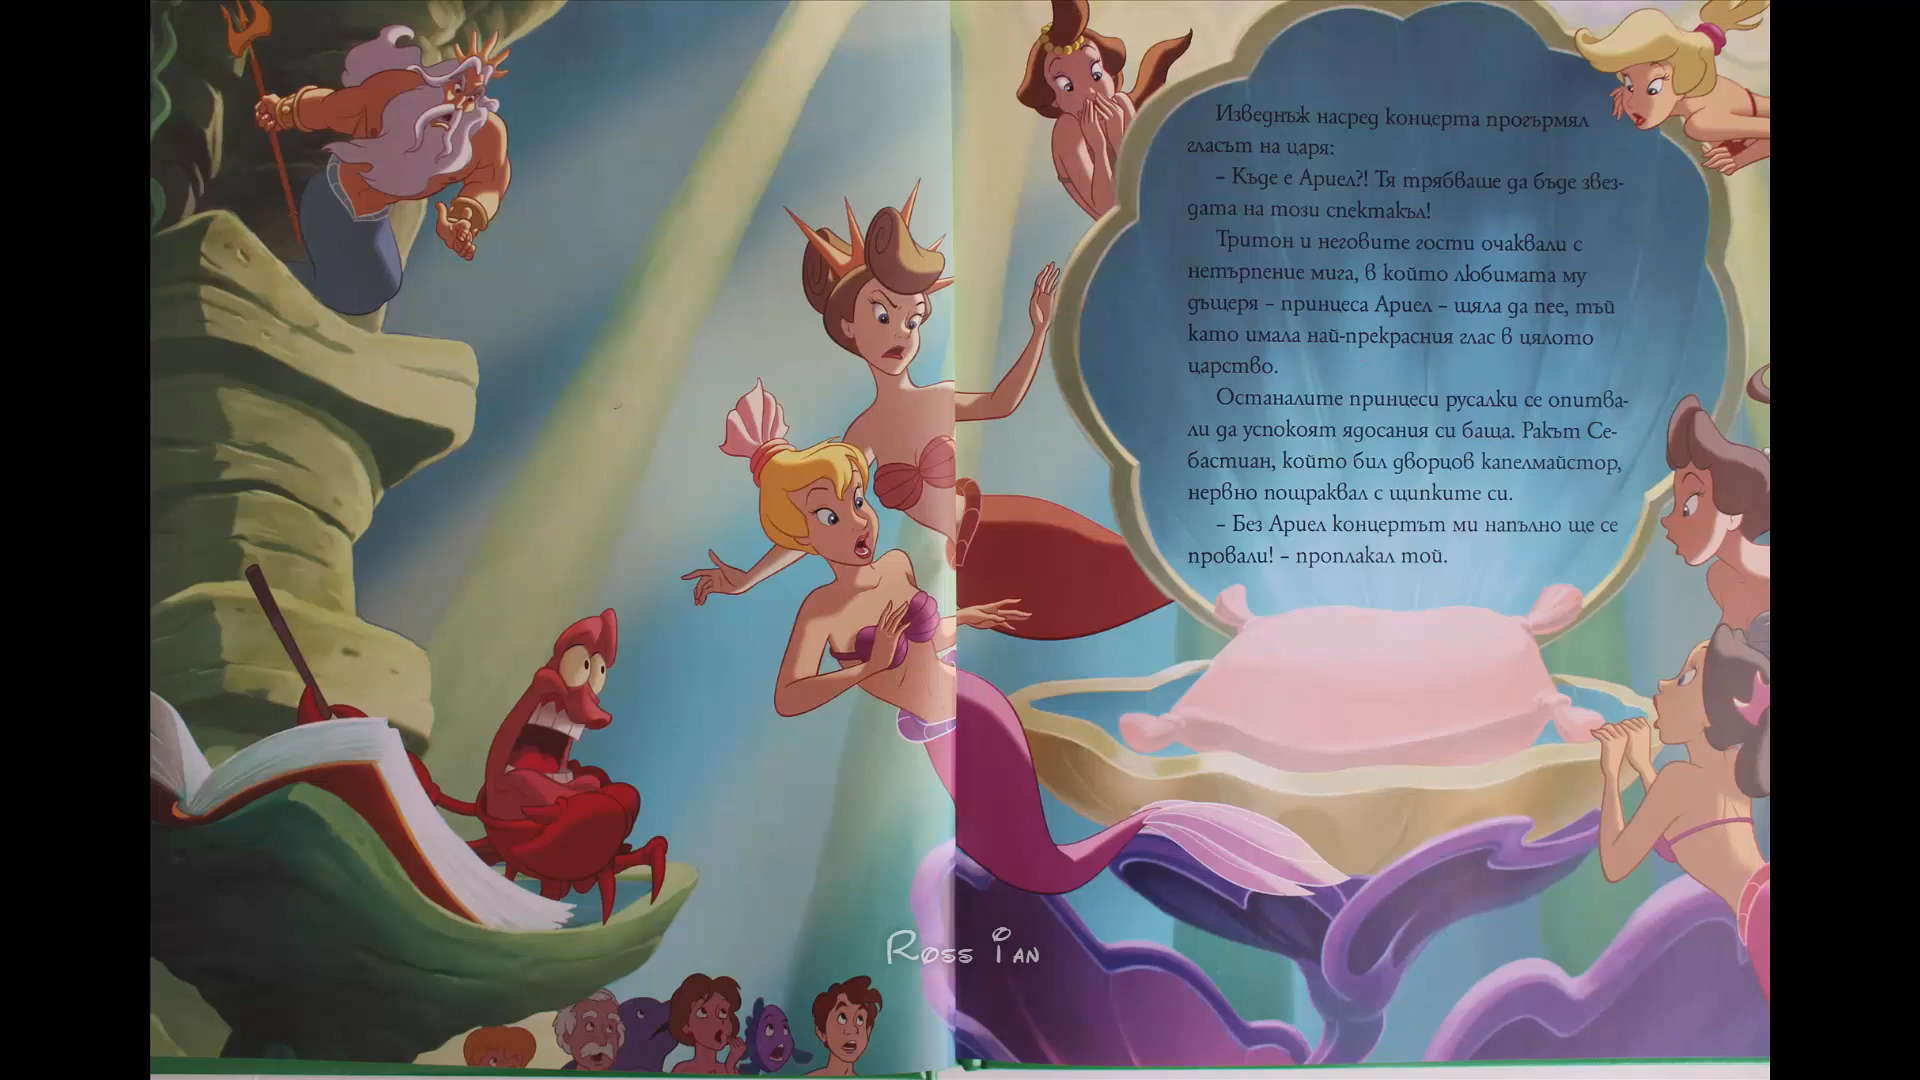 Изведнъж насред концерта прогърмял
гласът на царя:
– Къде е Ариел?! Тя трябваше да бъде звез-
дата на този спектакъл!
Тритон и неговите гости очаквали с
нетърпение мига, в който любимата му
дъщеря – принцеса Ариел – щяла да пее, тъй
като имала най-прекрасния глас в цялото
царство.
Останалите принцеси русалки се опитва-
ли да успокоят ядосания си баща. Ракът Се-
бастиан, който бил дворцов капелмайстор,
нервно пощраквал с щипките си.
– Без Ариел концертът ми напълно ще се
провали! – проплакал той.
Ross Ian